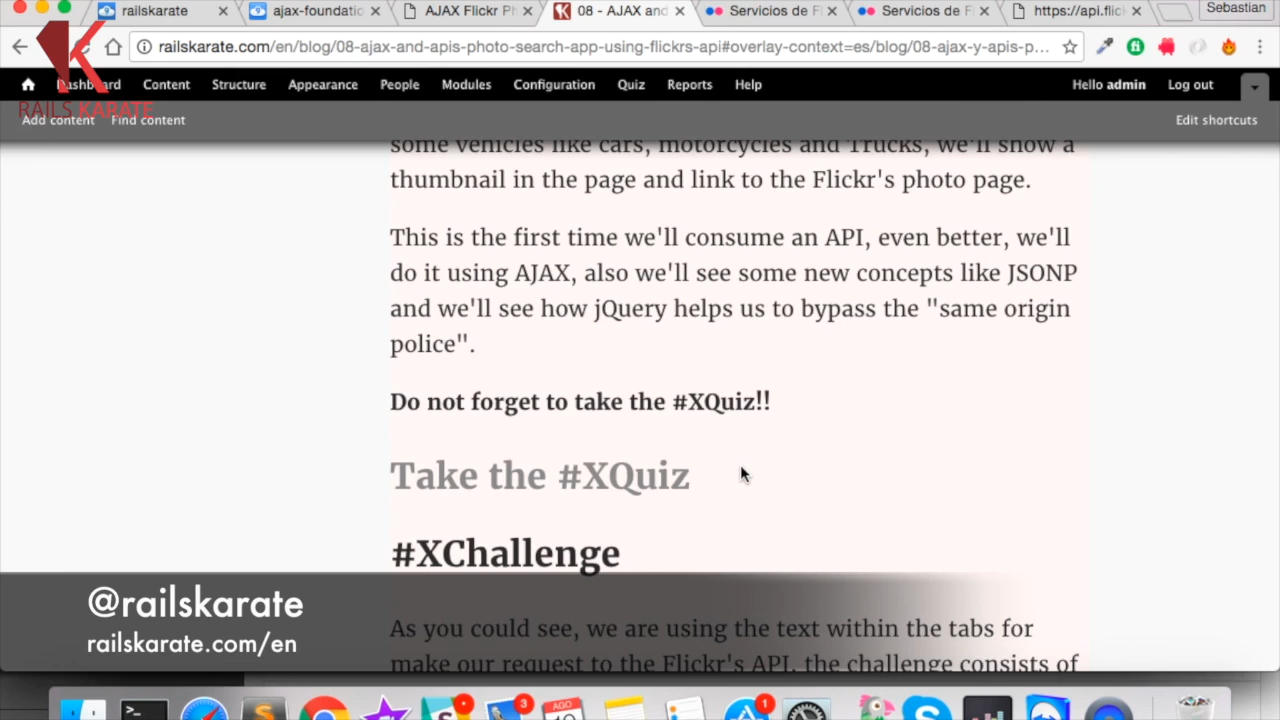 railskarate
ajax-foundatio
AJAX Flickr P
08 - AJAX and
Servicios de F
Servicios de F
https://api.flic
Sebastian
railskarate.com/en/blog/08-ajax-and-apis-photo-search-app-using-flickrs-api#overlay-context=es/blog/08-ajax-y-apis-p...
Dashboard Content Structure Appearance People Modules Configuration Quiz Reports Help Hello admin Log out
RAILS KARATE
Add content Find content Edit shortcuts
some vehicles like cars, motorcycles and Trucks, we'll show a
thumbnail in the page and link to the Flickr's photo page.
This is the first time we'll consume an API, even better, we'll
do it using AJAX, also we'll see some new concepts like JSONP
and we'll see how jQuery helps us to bypass the "same origin
police".
Do not forget to take the #XQuiz!!
Take the #XQuiz
#XChallenge
@railskarate
railskarate.com/en
As you could see, we are using the text within the tabs for
make our request to the Flickr's API, the challenge consists of
3
AGO
1